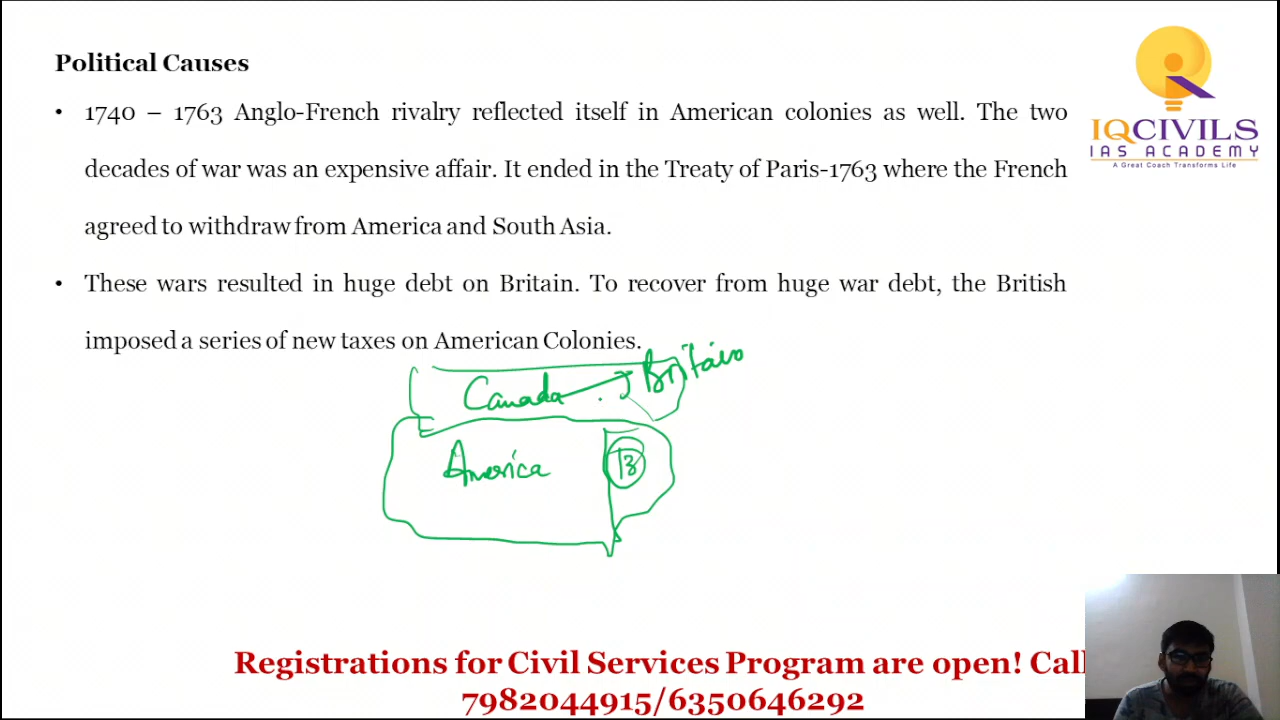 Political Causes
• 1740 – 1763 Anglo-French rivalry reflected itself in American colonies as well. The two
decades of war was an expensive affair. It ended in the Treaty of Paris-1763 where the French
agreed to withdraw from America and South Asia.
• These wars resulted in huge debt on Britain. To recover from huge war debt, the British
imposed a series of new taxes on American Colonies.
Canada Britain
America 13
IQCIVILS
IAS ACADEMY
A Great Coach Transforms Life
Registrations for Civil Services Program are open! Call
7982044915/6350646292